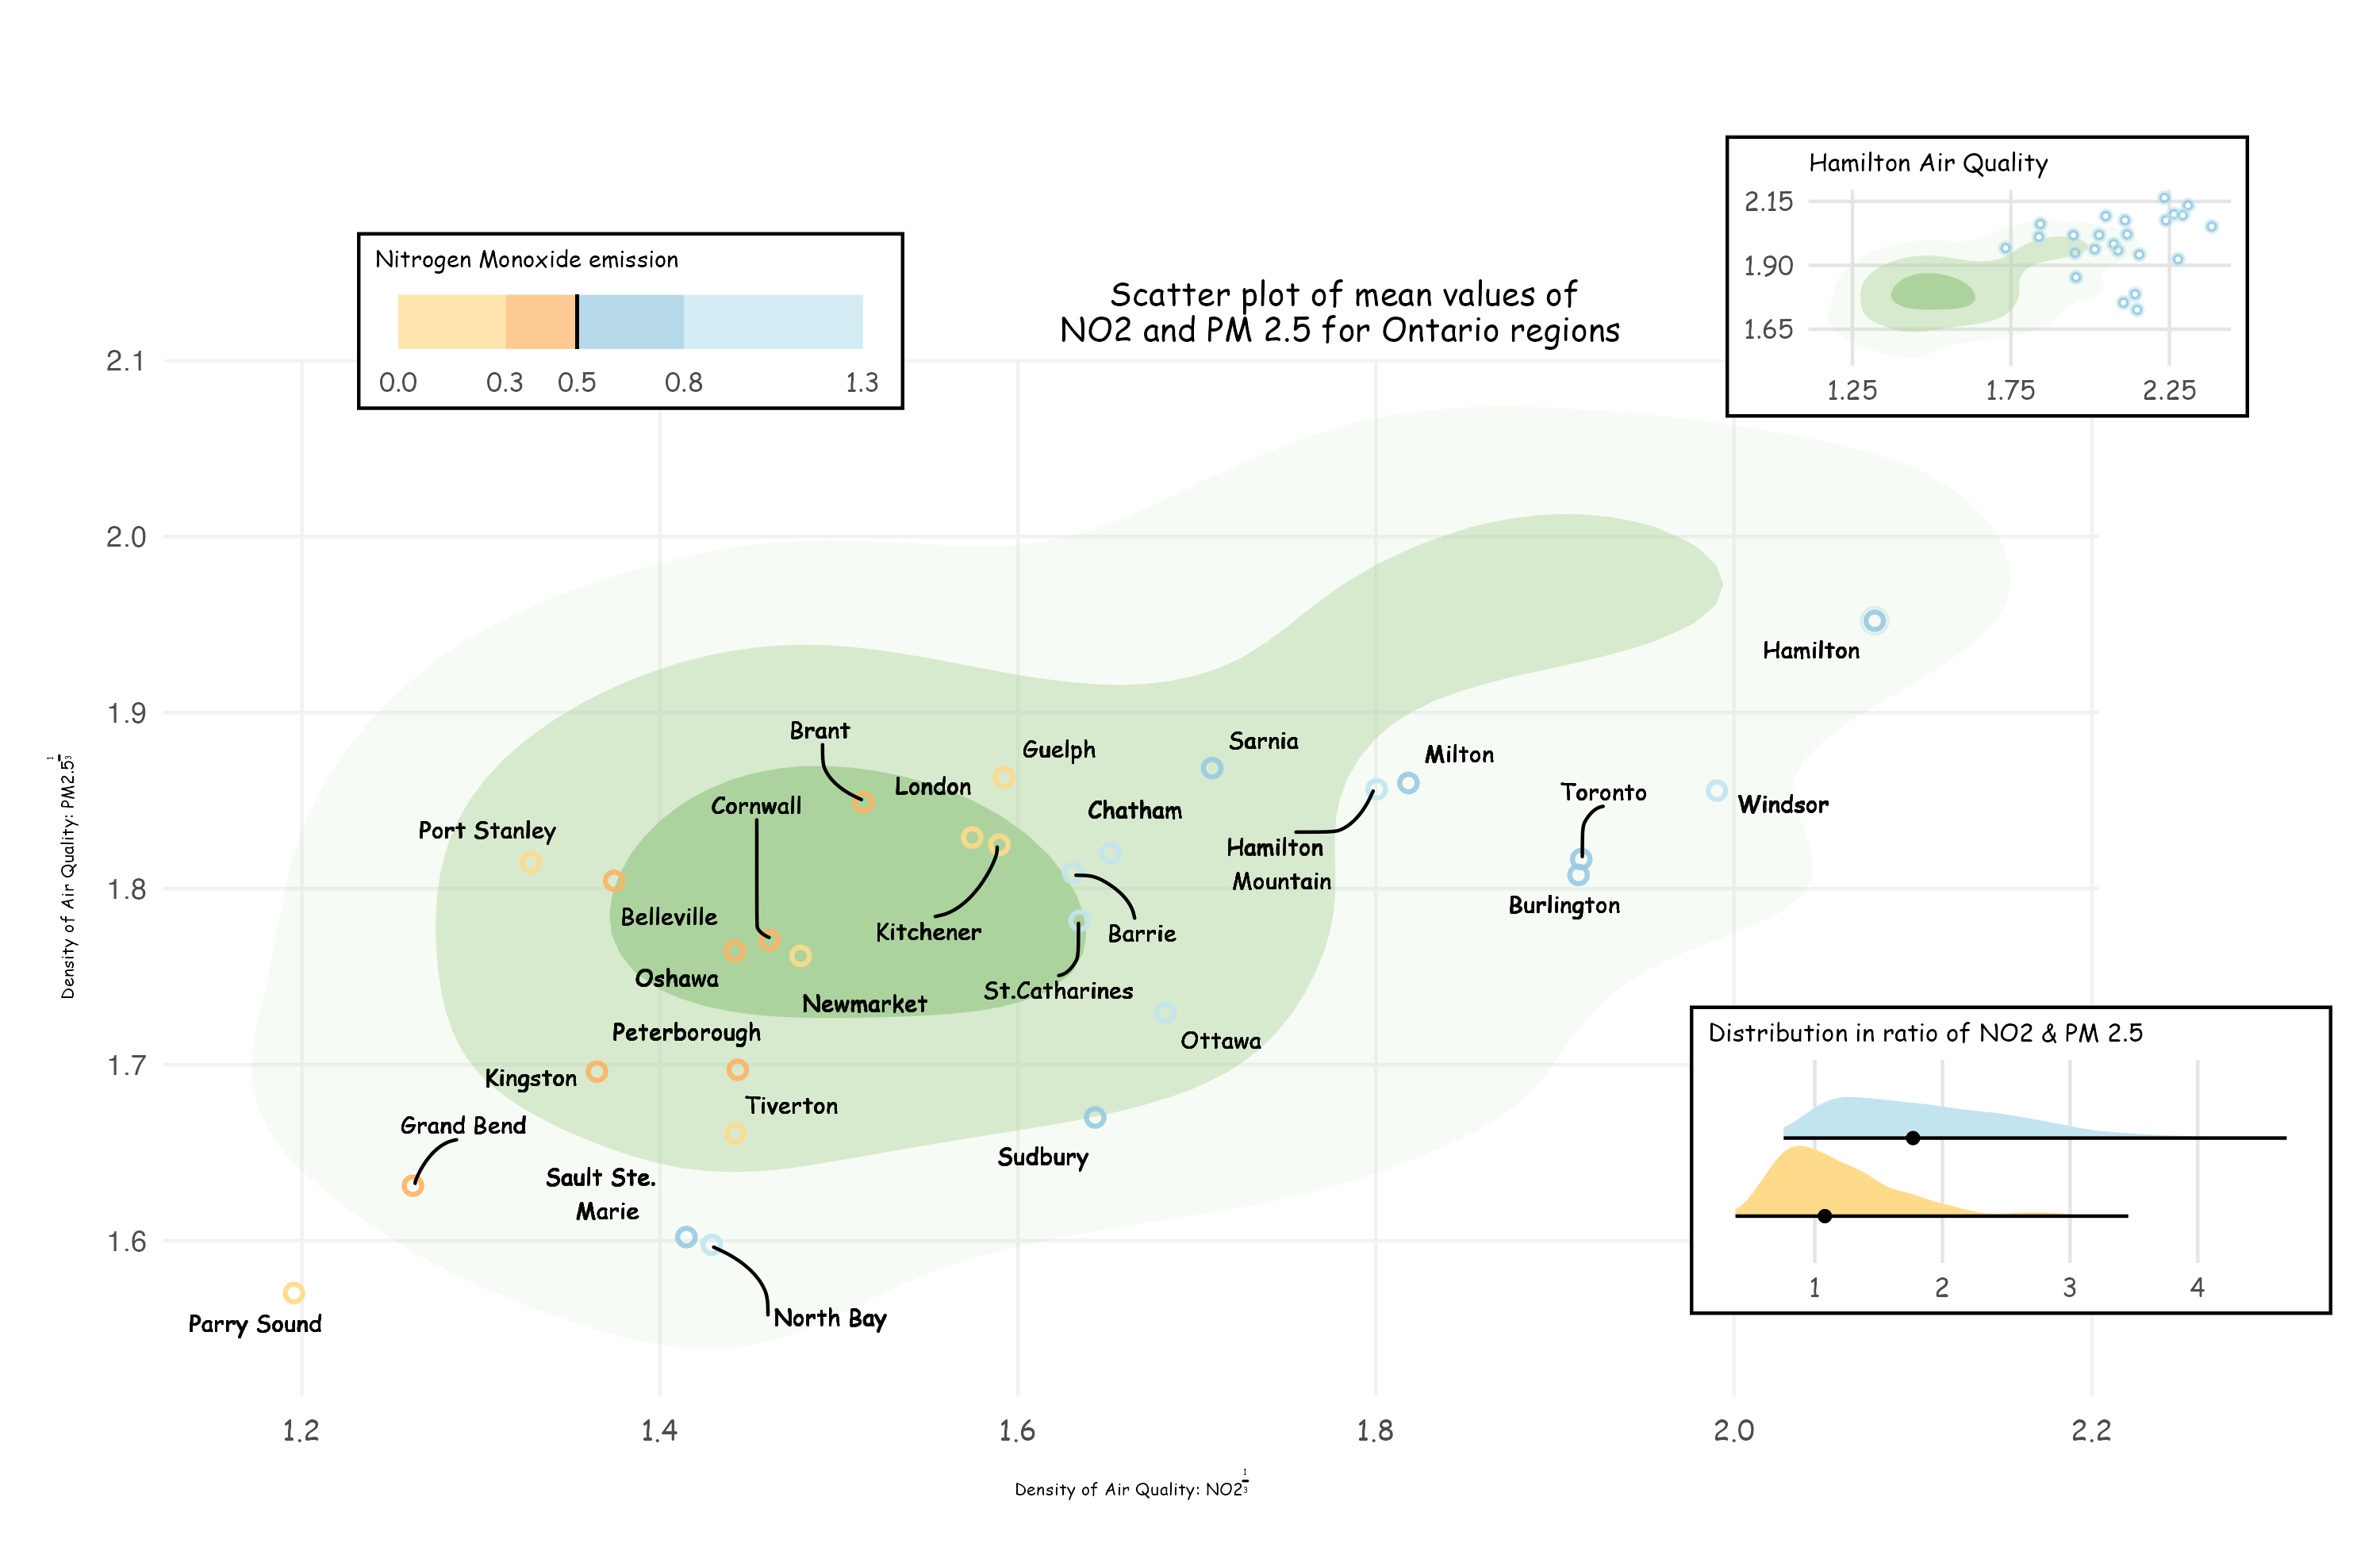 Hamilton Air Quality
2.15
1.90
1.65
1.25 1.75 2.25
Nitrogen Monoxide emission
0.0 0.3 0.5 0.8 1.3
Scatter plot of mean values of
NO2 and PM 2.5 for Ontario regions
2.1
2.0
1.9
1.8
1.7
1.6
Density of Air Quality: PM2.5^1/3
Hamilton
Brant
Guelph
Sarnia
Milton
London
Cornwall
Chatham
Toronto
Windsor
Port Stanley
Hamilton
Mountain
Belleville
Kitchener
Barrie
Burlington
Oshawa
St.Catharines
Newmarket
Peterborough
Ottawa
Kingston
Tiverton
Grand Bend
Sudbury
Sault Ste.
Marie
North Bay
Parry Sound
Distribution in ratio of NO2 & PM 2.5
1 2 3 4
1.2 1.4 1.6 1.8 2.0 2.2
Density of Air Quality: NO2^1/3